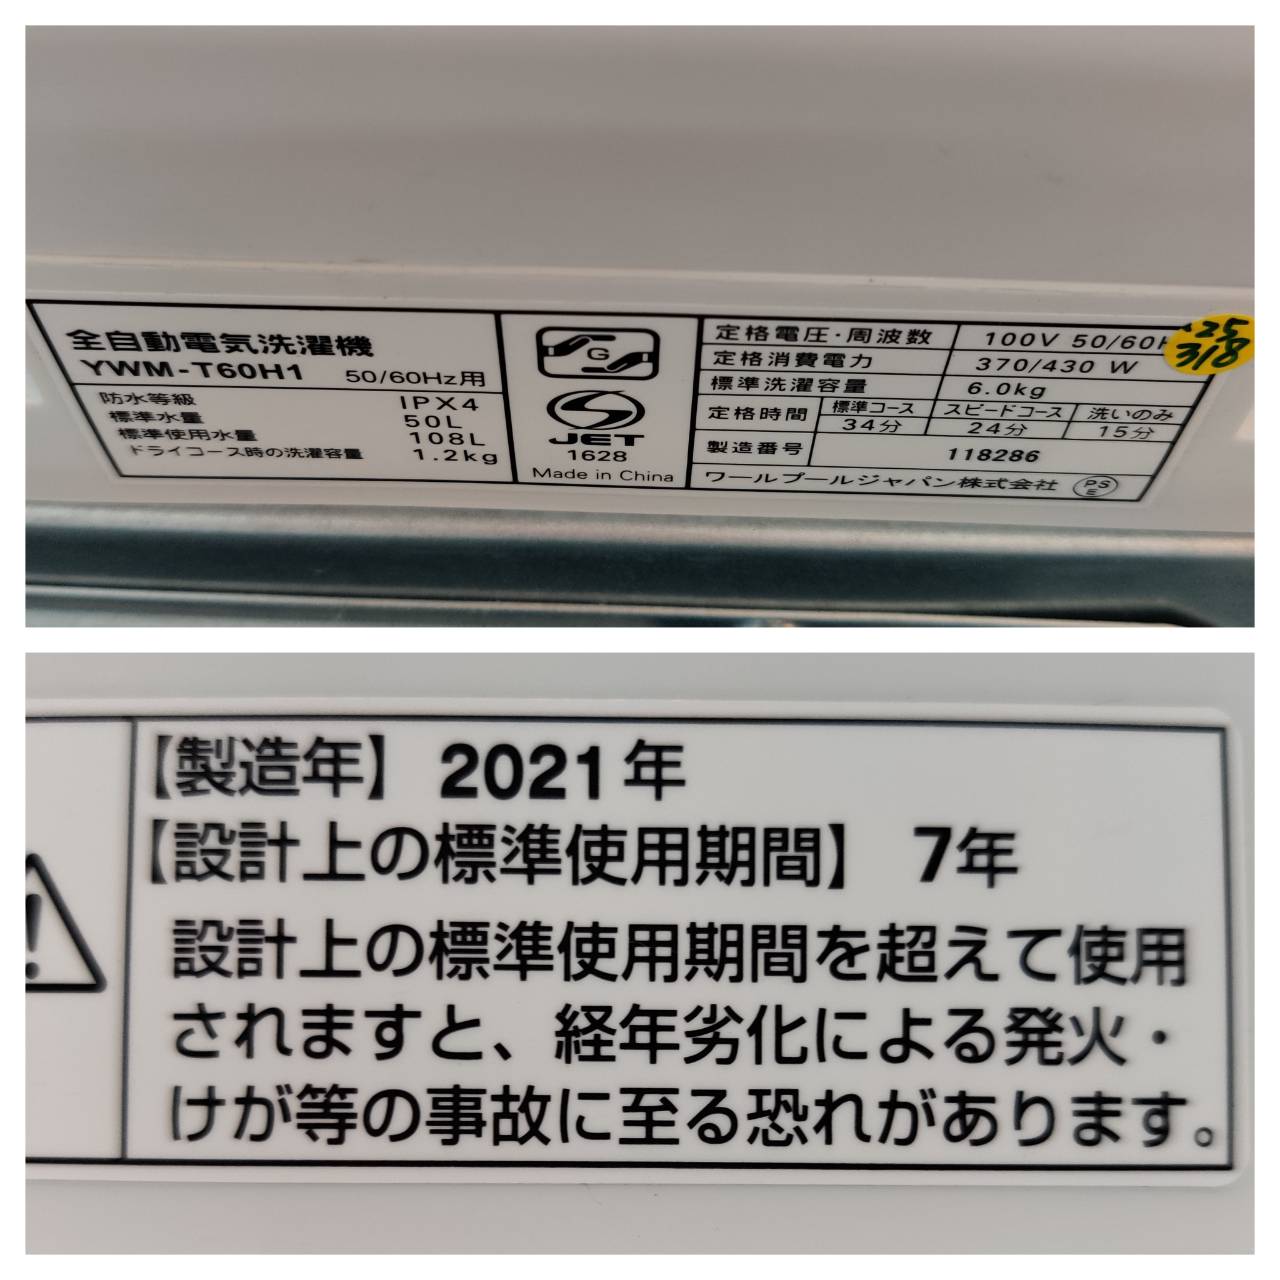 全自動電気洗濯機
YWM-T60H1 50/60Hz用
防水等級 IPX4
標準水量 50L
標準使用水量 108L
ドライコース時の洗濯容量 1.2kg
G
JET
1628
Made in China
定格電圧・周波数 100V 50/60H
定格消費電力 370/430 W
標準洗濯容量 6.0kg
定格時間 標準コース スピードコース 洗いのみ
34分 24分 15分
製造番号 118286
ワールプールジャパン株式会社 PS E
25
3/8
【製造年】 2021年
【設計上の標準使用期間】 7年
設計上の標準使用期間を超えて使用
されますと、経年劣化による発火・
けが等の事故に至る恐れがあります。
!